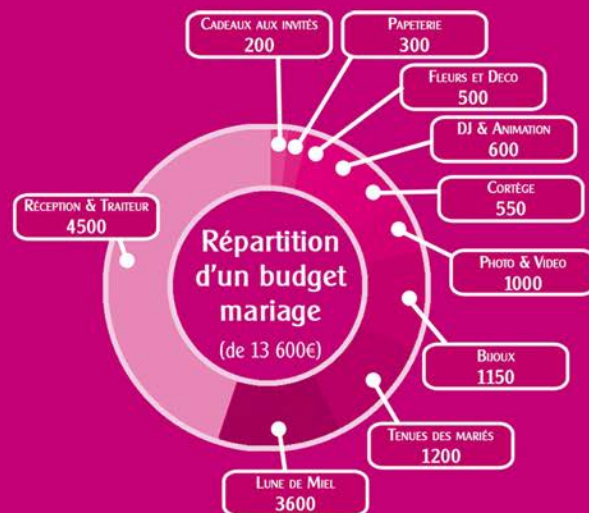 Cadeaux aux invités
200
Papeterie
300
Fleurs et Deco
500
DJ & Animation
600
Cortège
550
Photo & Video
1000
Bijoux
1150
Tenues des mariés
1200
Lune de Miel
3600
Réception & Traiteur
4500
Répartition
d'un budget
mariage
(de 13 600€)